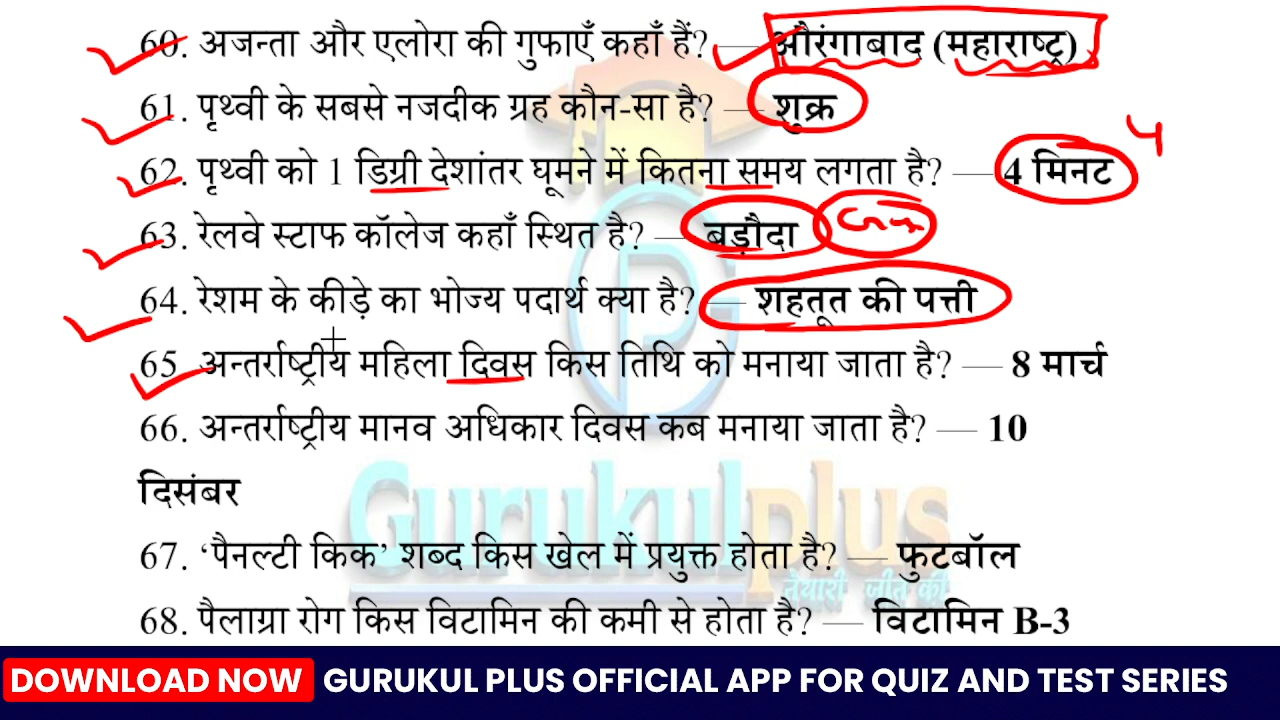 60. अजन्ता और एलोरा की गुफाएँ कहाँ हैं? — औरंगाबाद (महाराष्ट्र)
61. पृथ्वी के सबसे नजदीक ग्रह कौन-सा है? — शुक्र
62. पृथ्वी को 1 डिग्री देशांतर घूमने में कितना समय लगता है? — 4 मिनट 4
63. रेलवे स्टाफ कॉलेज कहाँ स्थित है? — बड़ौदा
64. रेशम के कीड़े का भोज्य पदार्थ क्या है? — शहतूत की पत्ती
65. अन्तर्राष्ट्रीय महिला दिवस किस तिथि को मनाया जाता है? — 8 मार्च
66. अन्तर्राष्ट्रीय मानव अधिकार दिवस कब मनाया जाता है? — 10
दिसंबर
67. ‘पैनल्टी किक’ शब्द किस खेल में प्रयुक्त होता है? — फुटबॉल
68. पैलाग्रा रोग किस विटामिन की कमी से होता है? — विटामिन B-3
Gurukulplus
तैयारी जीत की
DOWNLOAD NOW GURUKUL PLUS OFFICIAL APP FOR QUIZ AND TEST SERIES